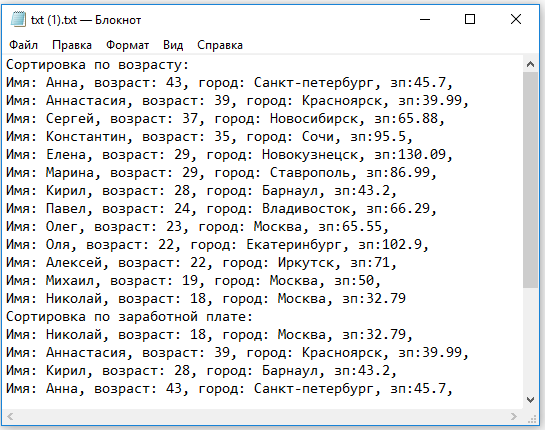 txt (1).txt — Блокнот
Файл Правка Формат Вид Справка
Сортировка по возрасту:
Имя: Анна, возраст: 43, город: Санкт-петербург, зп:45.7,
Имя: Аннастасия, возраст: 39, город: Красноярск, зп:39.99,
Имя: Сергей, возраст: 37, город: Новосибирск, зп:65.88,
Имя: Константин, возраст: 35, город: Сочи, зп:95.5,
Имя: Елена, возраст: 29, город: Новокузнецск, зп:130.09,
Имя: Марина, возраст: 29, город: Ставрополь, зп:86.99,
Имя: Кирил, возраст: 28, город: Барнаул, зп:43.2,
Имя: Павел, возраст: 24, город: Владивосток, зп:66.29,
Имя: Олег, возраст: 23, город: Москва, зп:65.55,
Имя: Оля, возраст: 22, город: Екатеринбург, зп:102.9,
Имя: Алексей, возраст: 22, город: Иркутск, зп:71,
Имя: Михаил, возраст: 19, город: Москва, зп:50,
Имя: Николай, возраст: 18, город: Москва, зп:32.79
Сортировка по заработной плате:
Имя: Николай, возраст: 18, город: Москва, зп:32.79,
Имя: Аннастасия, возраст: 39, город: Красноярск, зп:39.99,
Имя: Кирил, возраст: 28, город: Барнаул, зп:43.2,
Имя: Анна, возраст: 43, город: Санкт-петербург, зп:45.7,